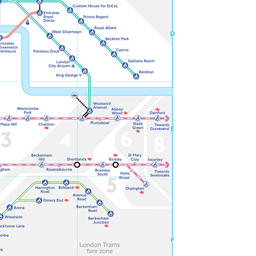 Custom House for ExCeL
Emirates
Royal
Docks
Prince Regent
Royal Albert
West Silvertown
Beckton Park
Emirates
Greenwich
Peninsula
Pontoon Dock
Cyprus
London
City Airport
Gallions Reach
King George V
Beckton
Woolwich
Arsenal
Westcombe
Park
Abbey
Wood
Dartford
Maze Hill
Charlton
Plumstead
Slade
Green
Towards
Gravesend
3
4
8
Beckenham
Hill
Shortlands
Bickley
St Mary
Cray
Swanley
Ravensbourne
Bromley
South
Petts
Wood
Towards
Sevenoaks
5
Orpington
Harrington
Road
Birkbeck
Avenue
Road
Elmers End
Arena
Beckenham
Road
Woodside
Beckenham
Junction
Blackhorse Lane
London Trams
fare zone